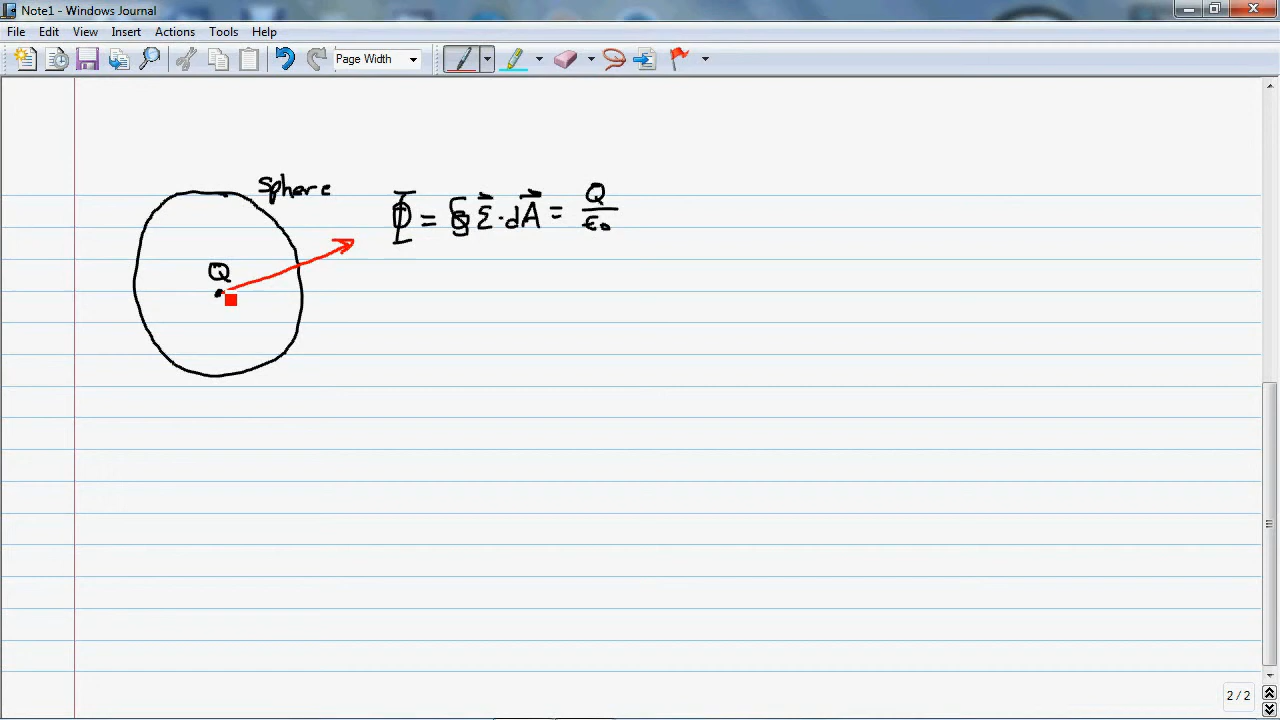 Note1 - Windows Journal
File Edit View Insert Actions Tools Help
Page Width
sphere
Φ = ∮ E⃗ · dA⃗ = Q/ε₀
Q
2 / 2